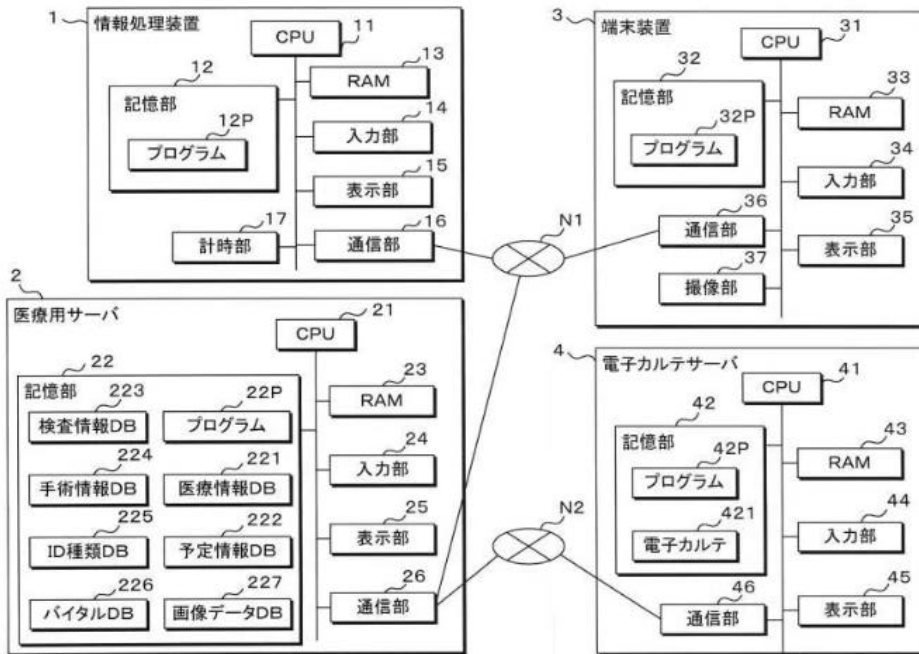 1
情報処理装置
CPU
11
12
記憶部
12P
プログラム
13
RAM
14
入力部
15
表示部
17
計時部
16
通信部
N1
3
端末装置
CPU
31
32
記憶部
32P
プログラム
33
RAM
34
入力部
36
通信部
35
表示部
37
撮像部
2
医療用サーバ
CPU
21
22
記憶部
223
検査情報DB
22P
プログラム
224
手術情報DB
221
医療情報DB
225
ID種類DB
222
予定情報DB
226
バイタルDB
227
画像データDB
23
RAM
24
入力部
25
表示部
26
通信部
N2
4
電子カルテサーバ
CPU
41
42
記憶部
42P
プログラム
421
電子カルテ
43
RAM
44
入力部
45
表示部
46
通信部